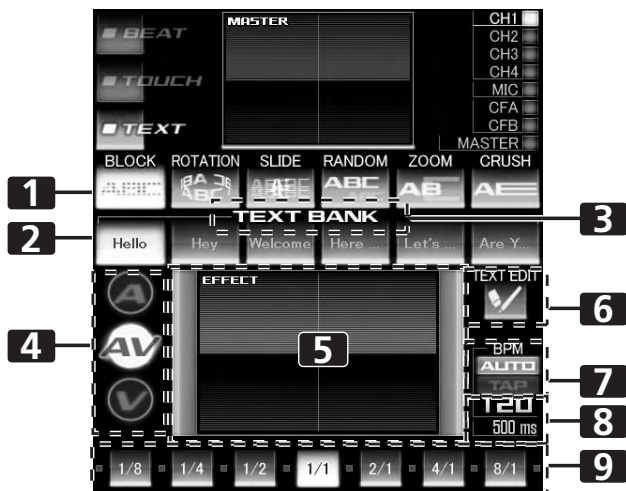 BEAT
TOUCH
TEXT
MASTER
CH1
CH2
CH3
CH4
MIC
CFA
CFB
MASTER
BLOCK ROTATION SLIDE RANDOM ZOOM CRUSH
1
ABC AB AE
TEXT BANK
3
2
Hello Hey Welcome Here ... Let's ... Are Y...
4
A
AV
V
EFFECT
5
TEXT EDIT
6
BPM
AUTO
TAP
7
120
500 ms
8
1/8 1/4 1/2 1/1 2/1 4/1 8/1
9